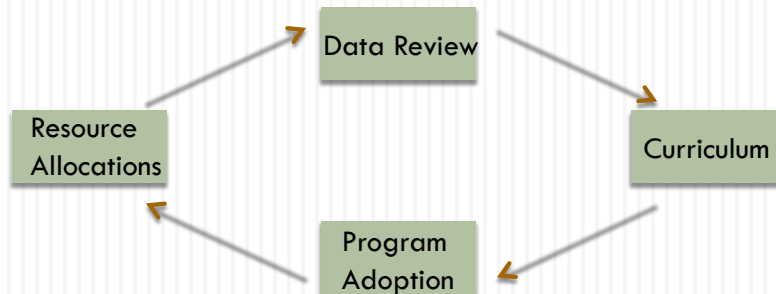 Data Review
Resource
Allocations
Curriculum
Program
Adoption